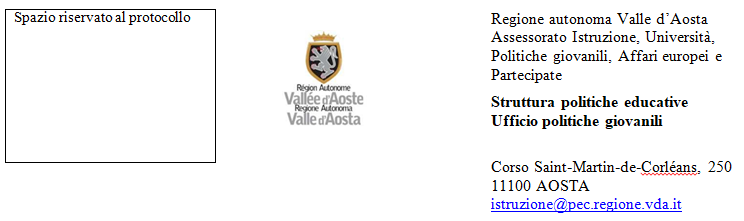 Spazio riservato al protocollo
Région Autonome
Vallée d'Aoste
Regione Autonoma
Valle d'Aosta
Regione autonoma Valle d’Aosta
Assessorato Istruzione, Università,
Politiche giovanili, Affari europei e
Partecipate
Struttura politiche educative
Ufficio politiche giovanili
Corso Saint-Martin-de-Corléans, 250
11100 AOSTA
istruzione@pec.regione.vda.it